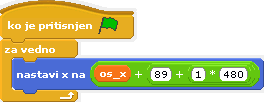 ko je pritisnjen
za vedno
nastavi x na os_x + 89 + 1 * 480